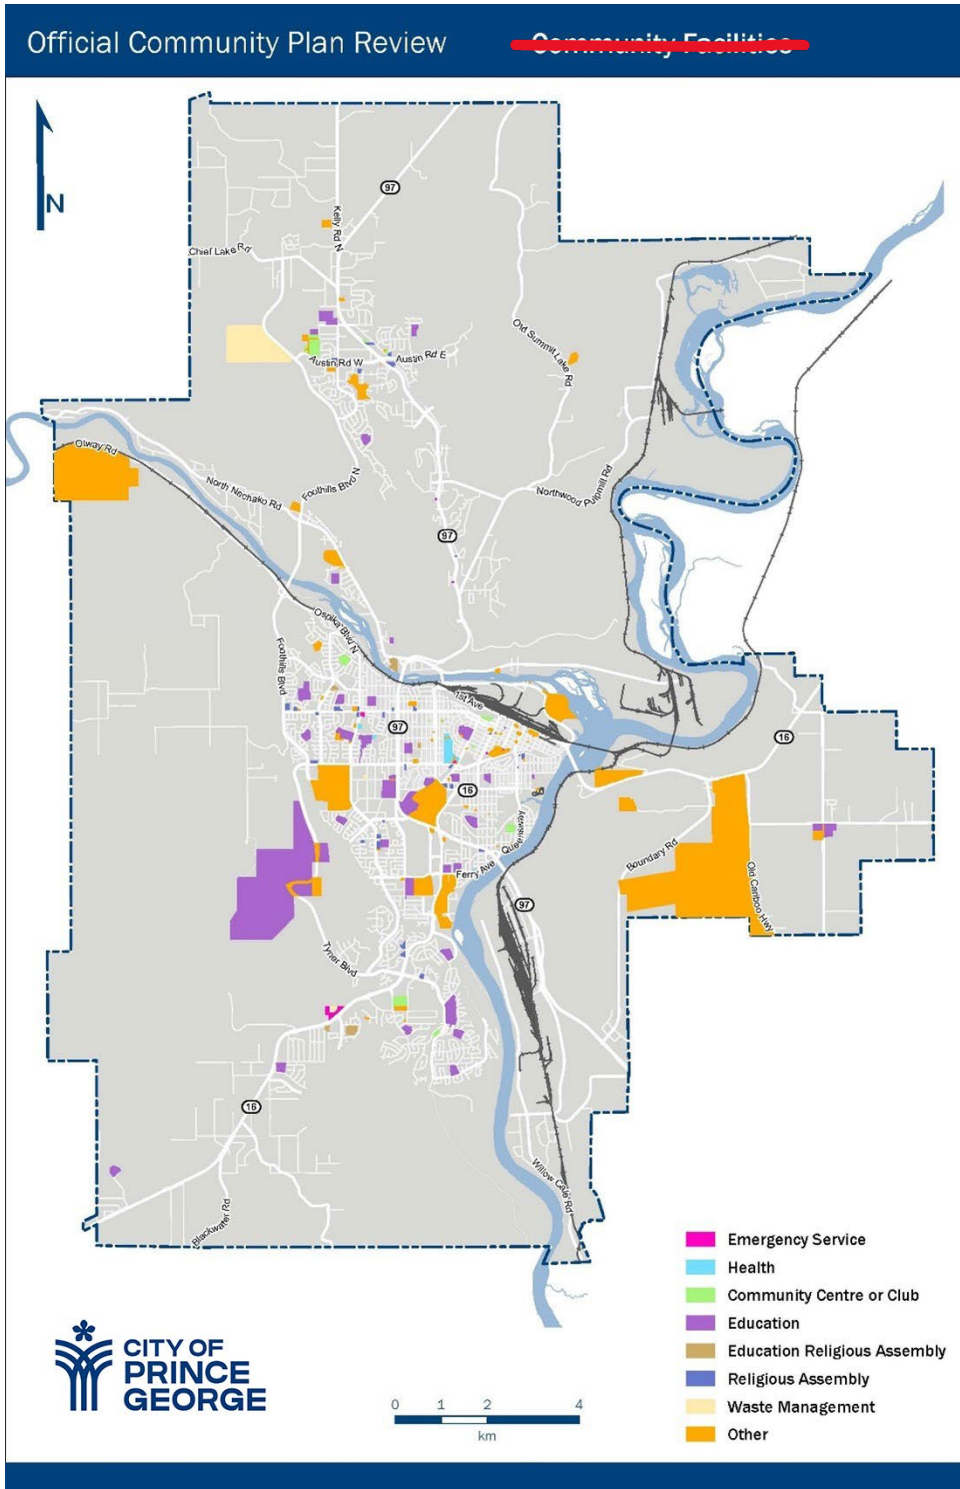 Official Community Plan Review
Community Facilities
N
97
Kelly Rd N
Chief Lake Rd
Old Summit Lake Rd
Austin Rd W
Austin Rd E
Otway Rd
North Nechako Rd
Foothills Blvd N
Northwood Pulpmill Rd
97
Ospika Blvd N
Foothills Blvd
1st Ave
97
16
16
Queensway
Ferry Ave
Boundary Rd
Old Cariboo Hwy
97
Tyner Blvd
16
Blackwater Rd
Willow Cale Rd
Emergency Service
Health
Community Centre or Club
Education
Education Religious Assembly
Religious Assembly
Waste Management
Other
CITY OF
PRINCE
GEORGE
0 1 2 4
km